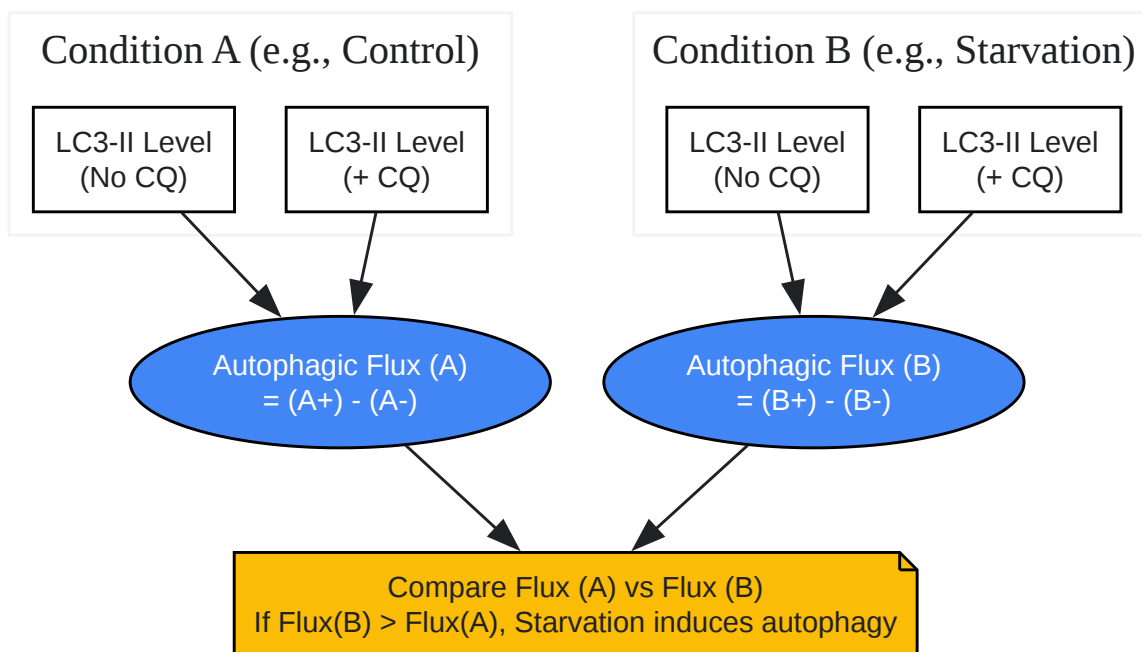 Condition A (e.g., Control)
LC3-II Level
(No CQ)
LC3-II Level
(+ CQ)
Condition B (e.g., Starvation)
LC3-II Level
(No CQ)
LC3-II Level
(+ CQ)
Autophagic Flux (A)
= (A+) - (A-)
Autophagic Flux (B)
= (B+) - (B-)
Compare Flux (A) vs Flux (B)
If Flux(B) > Flux(A), Starvation induces autophagy